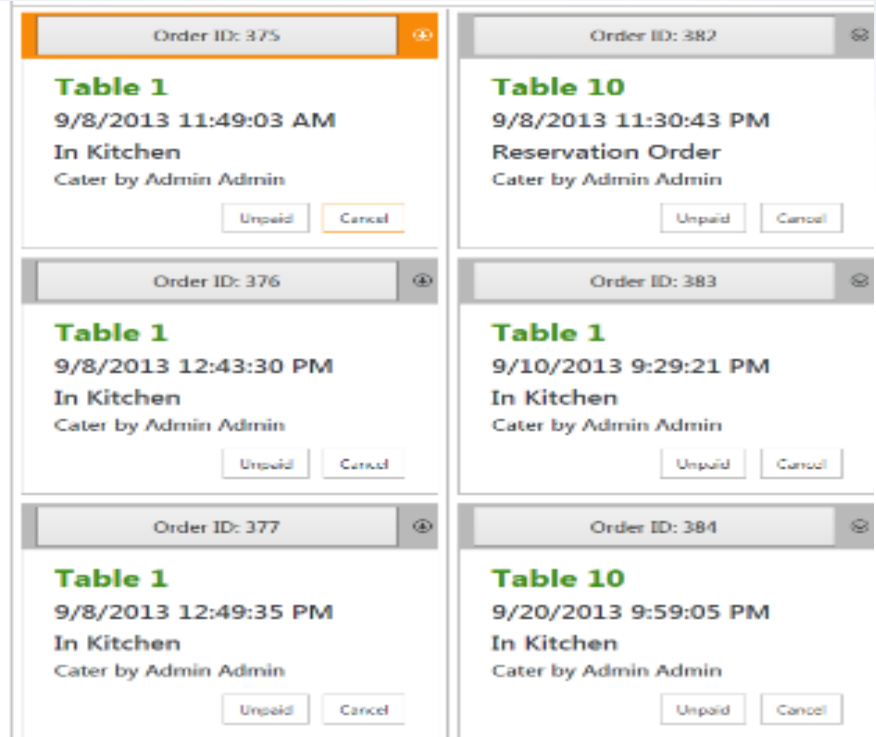 Order ID: 375
Table 1
9/8/2013 11:49:03 AM
In Kitchen
Cater by Admin Admin
Unpaid Cancel
Order ID: 382
Table 10
9/8/2013 11:30:43 PM
Reservation Order
Cater by Admin Admin
Unpaid Cancel
Order ID: 376
Table 1
9/8/2013 12:43:30 PM
In Kitchen
Cater by Admin Admin
Unpaid Cancel
Order ID: 383
Table 1
9/10/2013 9:29:21 PM
In Kitchen
Cater by Admin Admin
Unpaid Cancel
Order ID: 377
Table 1
9/8/2013 12:49:35 PM
In Kitchen
Cater by Admin Admin
Unpaid Cancel
Order ID: 384
Table 10
9/20/2013 9:59:05 PM
In Kitchen
Cater by Admin Admin
Unpaid Cancel